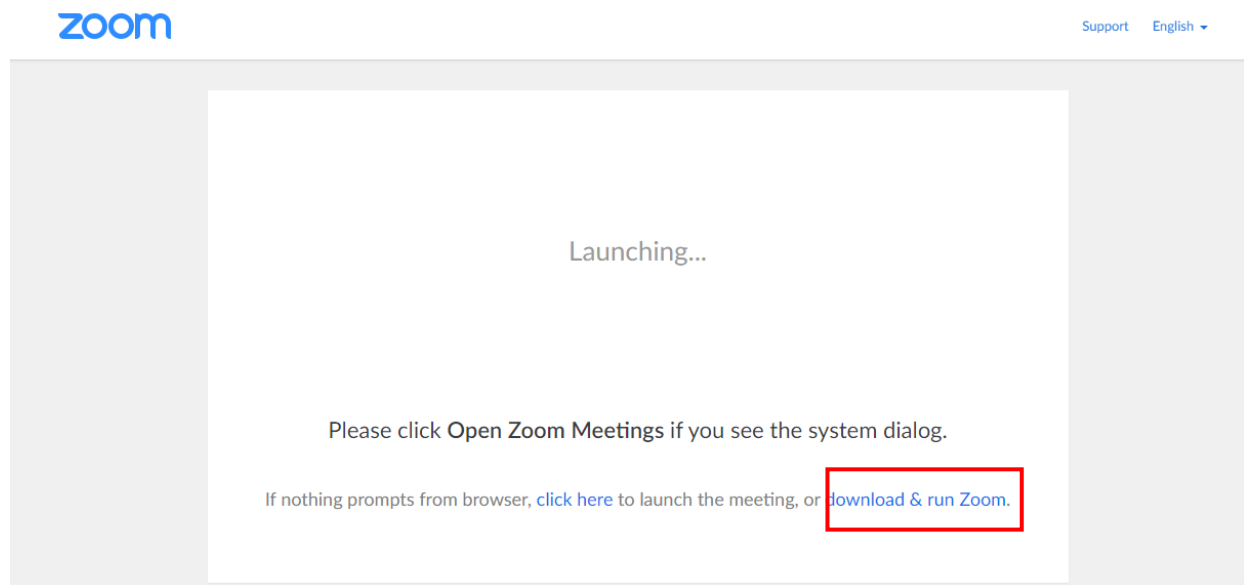 zoom
Support English
Launching...
Please click Open Zoom Meetings if you see the system dialog.
If nothing prompts from browser, click here to launch the meeting, or download & run Zoom.